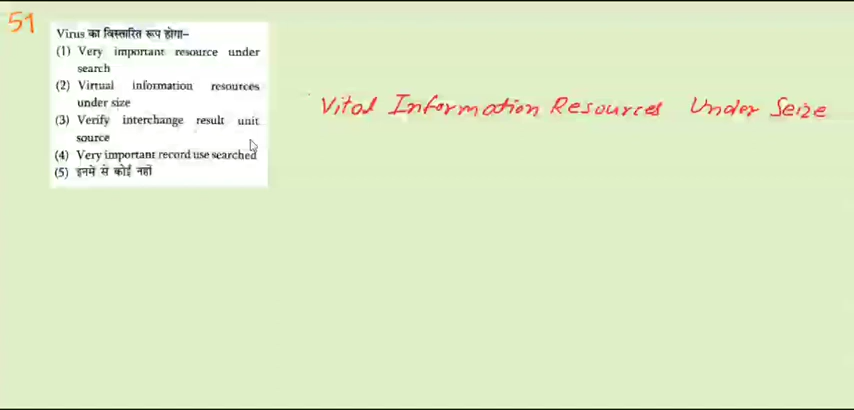 51
Virus का विस्तारित रूप होगा–
(1) Very important resource under
search
(2) Virtual information resources
under size
(3) Verify interchange result unit
source
(4) Very important record use searched
(5) इनमें से कोई नहीं
Vital Information Resources Under Seize